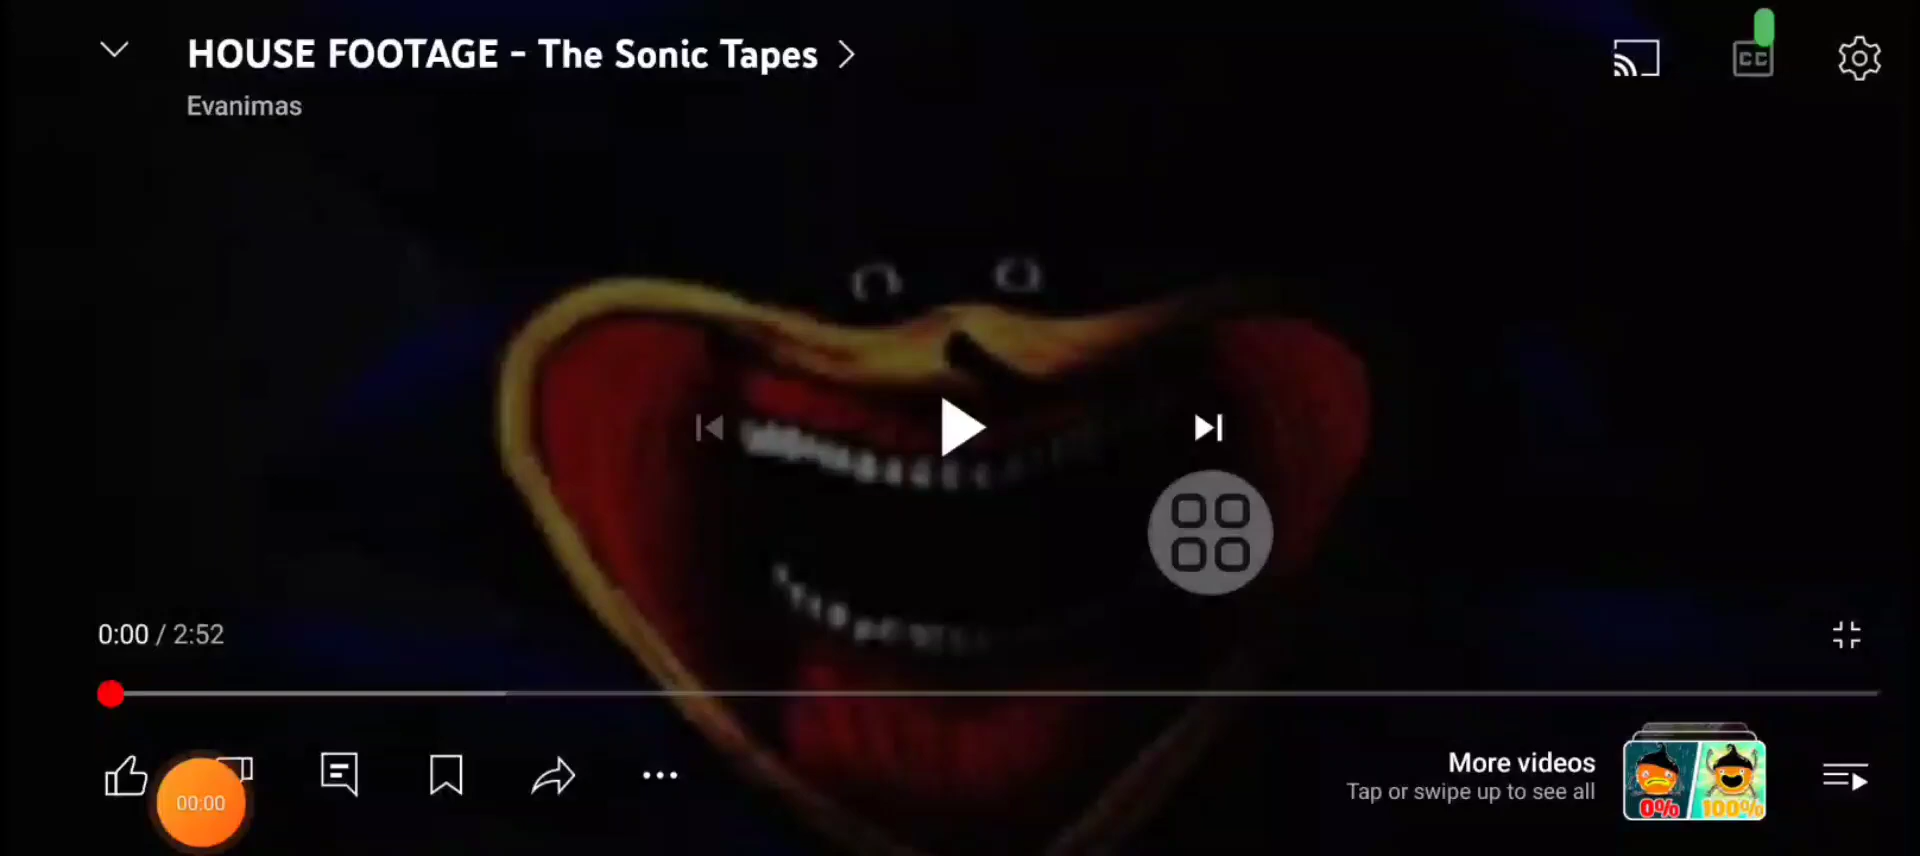 HOUSE FOOTAGE - The Sonic Tapes
Evanimas
CC
0:00 / 2:52
00:00
More videos
Tap or swipe up to see all
0% 100%